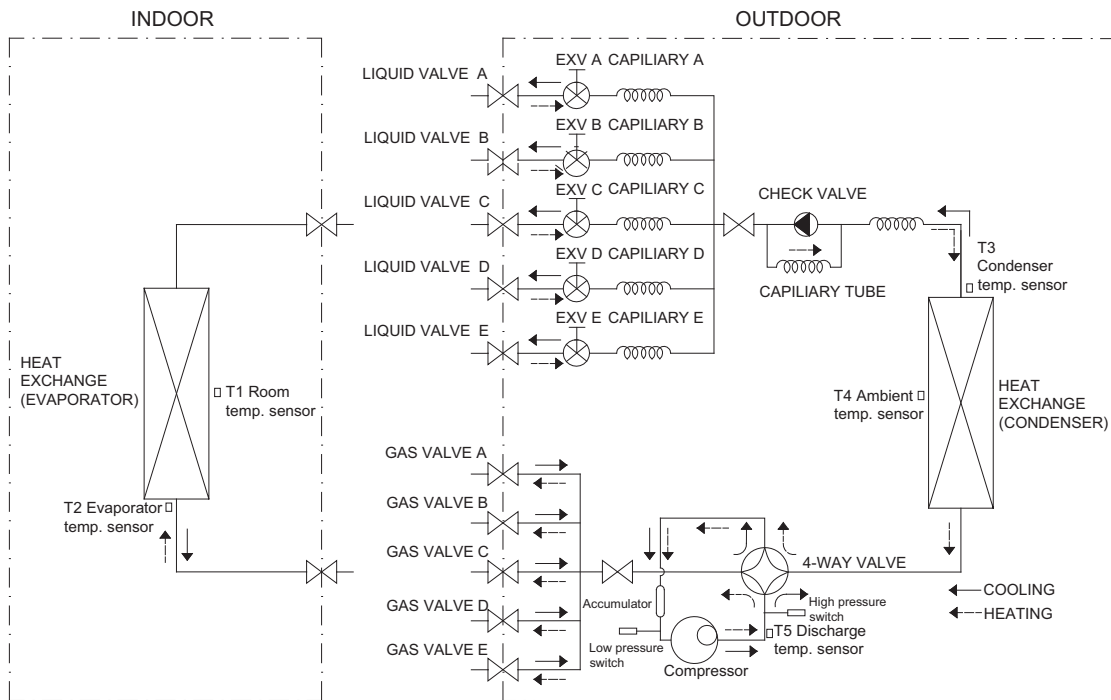 INDOOR
OUTDOOR
LIQUID VALVE A
EXV A CAPILIARY A
LIQUID VALVE B
EXV B CAPILIARY B
LIQUID VALVE C
EXV C CAPILIARY C
LIQUID VALVE D
EXV D CAPILIARY D
LIQUID VALVE E
EXV E CAPILIARY E
CHECK VALVE
CAPILIARY TUBE
T3
Condenser
temp. sensor
HEAT
EXCHANGE
(EVAPORATOR)
T1 Room
temp. sensor
T4 Ambient
temp. sensor
HEAT
EXCHANGE
(CONDENSER)
T2 Evaporator
temp. sensor
GAS VALVE A
GAS VALVE B
GAS VALVE C
GAS VALVE D
GAS VALVE E
4-WAY VALVE
COOLING
HEATING
Accumulator
High pressure
switch
Low pressure
switch
T5 Discharge
temp. sensor
Compressor